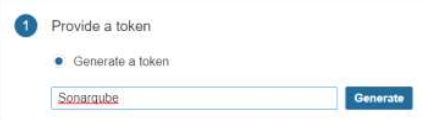 1 Provide a token
Generate a token
Sonarqube Generate